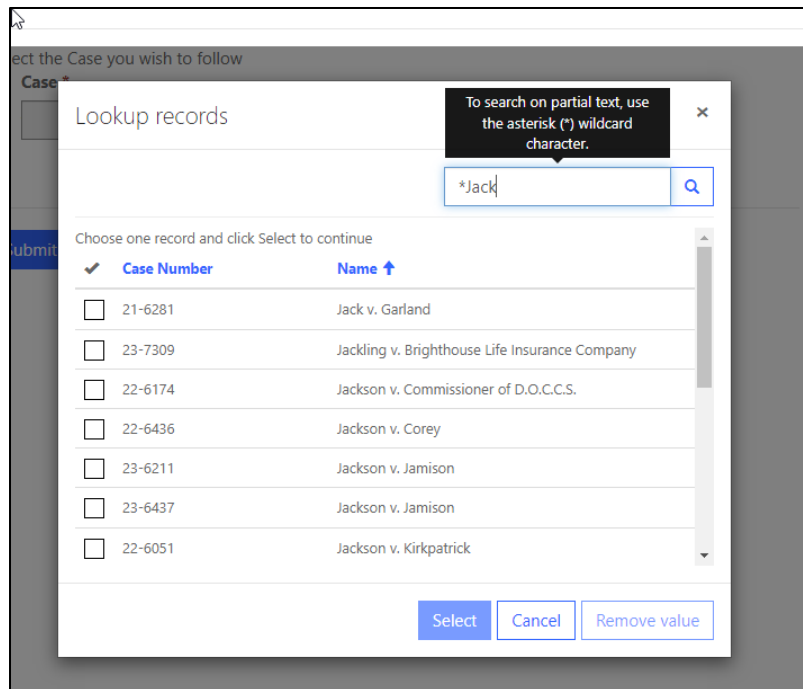 ect the Case you wish to follow
Case *
Lookup records
To search on partial text, use
the asterisk (*) wildcard
character.
×
*Jack
Submit
Choose one record and click Select to continue
Case Number Name
21-6281 Jack v. Garland
23-7309 Jackling v. Brighthouse Life Insurance Company
22-6174 Jackson v. Commissioner of D.O.C.C.S.
22-6436 Jackson v. Corey
23-6211 Jackson v. Jamison
23-6437 Jackson v. Jamison
22-6051 Jackson v. Kirkpatrick
Select Cancel Remove value